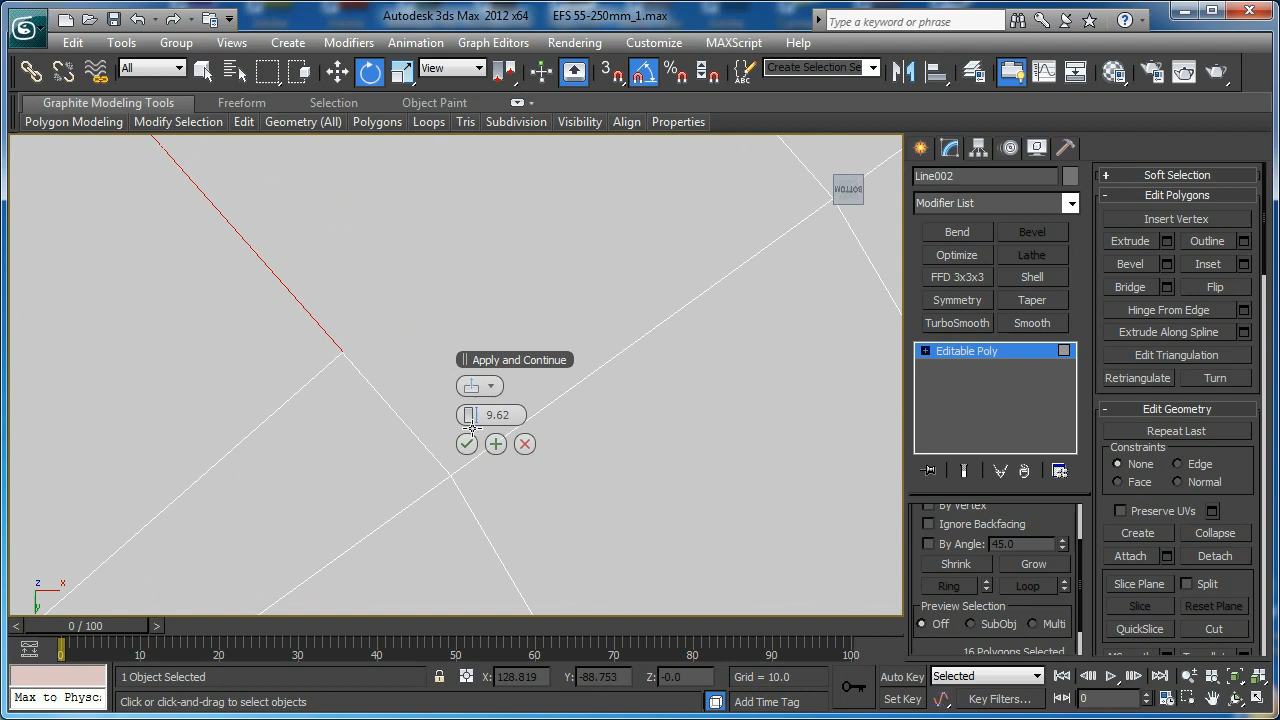 Autodesk 3ds Max 2012 x64 EFS 55-250mm_1.max
Type a keyword or phrase
Edit Tools Group Views Create Modifiers Animation Graph Editors Rendering Customize MAXScript Help
All
View
3
%
ABC
Create Selection Se
Graphite Modeling Tools Freeform Selection Object Paint
Polygon Modeling Modify Selection Edit Geometry (All) Polygons Loops Tris Subdivision Visibility Align Properties
BOTTOM
Apply and Continue
9.62
z x
y
Line002
Modifier List
Bend Bevel
Optimize Lathe
FFD 3x3x3 Shell
Symmetry Taper
TurboSmooth Smooth
Editable Poly
By Vertex
Ignore Backfacing
By Angle: 45.0
Shrink Grow
Ring Loop
Preview Selection
Off SubObj Multi
16 Polygons Selected
+ Soft Selection
- Edit Polygons
Insert Vertex
Extrude Outline
Bevel Inset
Bridge Flip
Hinge From Edge
Extrude Along Spline
Edit Triangulation
Retriangulate Turn
- Edit Geometry
Repeat Last
Constraints
None Edge
Face Normal
Preserve UVs
Create Collapse
Attach Detach
Slice Plane Split
Slice Reset Plane
QuickSlice Cut
< 0 / 100 >
0 10 20 30 40 50 60 70 80 90 100
1 Object Selected X: 128.819 Y: -88.753 Z: -0.0 Grid = 10.0 Auto Key Selected
Max to Physc
Click or click-and-drag to select objects Add Time Tag Set Key Key Filters... 0